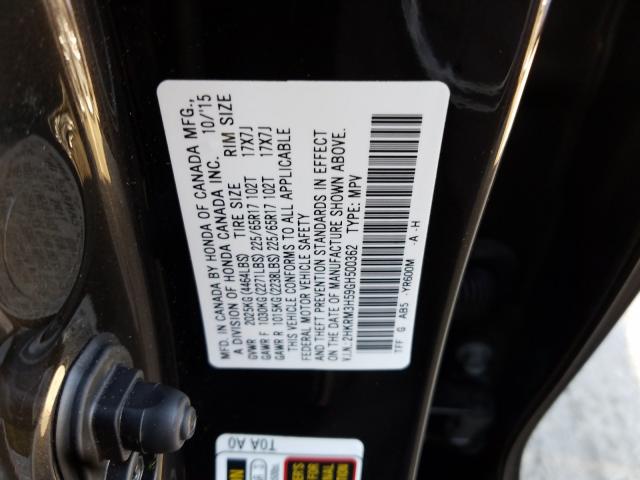 MFD. IN CANADA BY HONDA OF CANADA MFG.,
A DIVISION OF HONDA CANADA INC. 10/'15
TIRE SIZE RIM SIZE
GVWR 2025KG (4464LBS)
GAWR F 1030KG (2271LBS) 225/65R17 102T 17X7J
GAWR R 1015KG (2238LBS) 225/65R17 102T 17X7J
THIS VEHICLE CONFORMS TO ALL APPLICABLE
FEDERAL MOTOR VEHICLE SAFETY
AND THEFT PREVENTION STANDARDS IN EFFECT
ON THE DATE OF MANUFACTURE SHOWN ABOVE.
V.I.N.: 2HKRM3H59GH500362 TYPE: MPV
TFF G AB5 YR600M -A -H
T0A A0